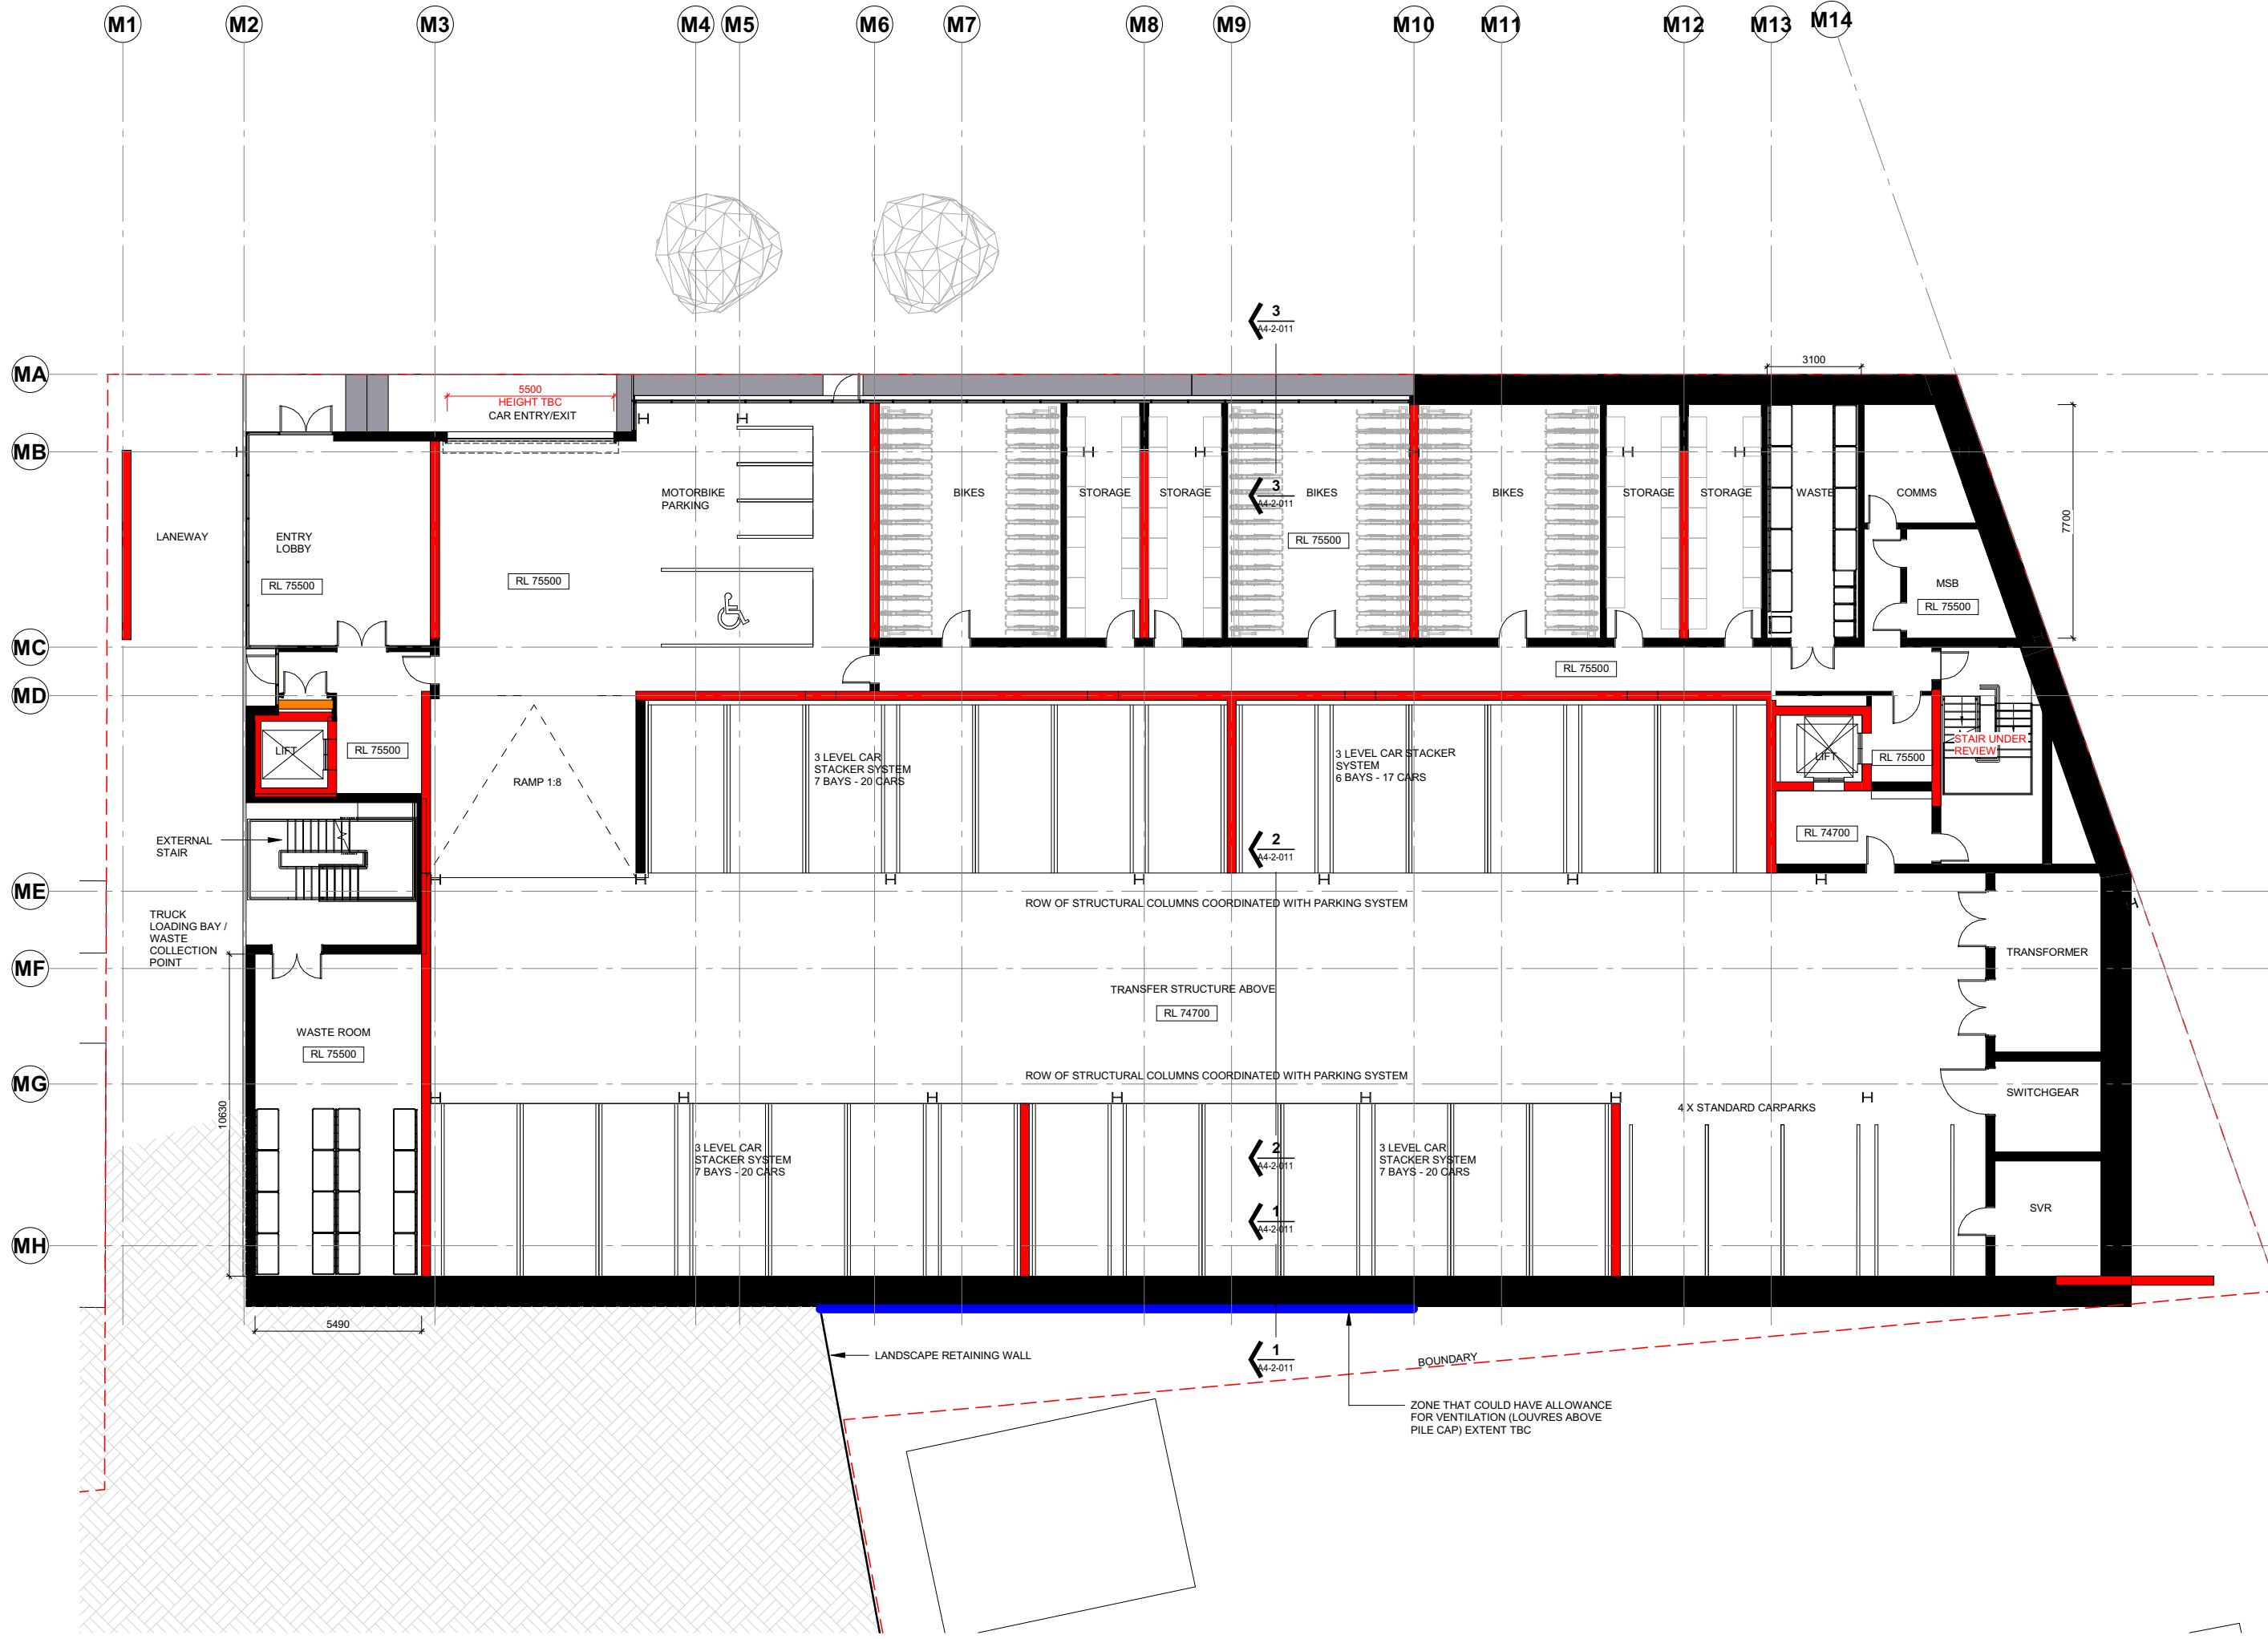 M1
M2
M3
M4
M5
M6
M7
M8
M9
M10
M11
M12
M13
M14
3
A4-2-011
MA
5500
HEIGHT TBC
CAR ENTRY/EXIT
3100
MB
MOTORBIKE
PARKING
BIKES
STORAGE
STORAGE
3
A4-2-011
BIKES
BIKES
STORAGE
STORAGE
WASTE
COMMS
7700
LANEWAY
ENTRY
LOBBY
RL 75500
RL 75500
RL 75500
MSB
RL 75500
MC
RL 75500
MD
LIFT
RL 75500
RAMP 1:8
3 LEVEL CAR
STACKER SYSTEM
7 BAYS - 20 CARS
3 LEVEL CAR STACKER
SYSTEM
6 BAYS - 17 CARS
LIFT
RL 75500
STAIR UNDER
REVIEW
RL 74700
EXTERNAL
STAIR
2
A4-2-011
ME
ROW OF STRUCTURAL COLUMNS COORDINATED WITH PARKING SYSTEM
TRUCK
LOADING BAY /
WASTE
COLLECTION
POINT
MF
TRANSFORMER
TRANSFER STRUCTURE ABOVE
RL 74700
WASTE ROOM
RL 75500
MG
ROW OF STRUCTURAL COLUMNS COORDINATED WITH PARKING SYSTEM
SWITCHGEAR
4 X STANDARD CARPARKS
10630
3 LEVEL CAR
STACKER SYSTEM
7 BAYS - 20 CARS
2
A4-2-011
3 LEVEL CAR
STACKER SYSTEM
7 BAYS - 20 CARS
1
A4-2-011
SVR
MH
5490
LANDSCAPE RETAINING WALL
1
A4-2-011
BOUNDARY
ZONE THAT COULD HAVE ALLOWANCE
FOR VENTILATION (LOUVRES ABOVE
PILE CAP) EXTENT TBC